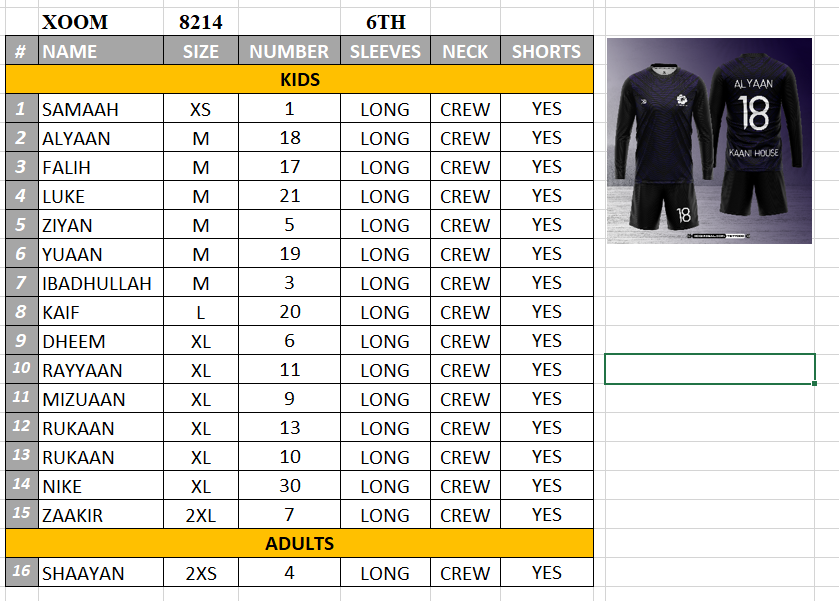 XOOM 8214 6TH
# NAME SIZE NUMBER SLEEVES NECK SHORTS
KIDS
1 SAMAAH XS 1 LONG CREW YES
2 ALYAAN M 18 LONG CREW YES
3 FALIH M 17 LONG CREW YES
4 LUKE M 21 LONG CREW YES
5 ZIYAN M 5 LONG CREW YES
6 YUAAN M 19 LONG CREW YES
7 IBADHULLAH M 3 LONG CREW YES
8 KAIF L 20 LONG CREW YES
9 DHEEM XL 6 LONG CREW YES
10 RAYYAAN XL 11 LONG CREW YES
11 MIZUAAN XL 9 LONG CREW YES
12 RUKAAN XL 13 LONG CREW YES
13 RUKAAN XL 10 LONG CREW YES
14 NIKE XL 30 LONG CREW YES
15 ZAAKIR 2XL 7 LONG CREW YES
ADULTS
16 SHAAYAN 2XS 4 LONG CREW YES
ALYAAN
18
KAANI HOUSE
18